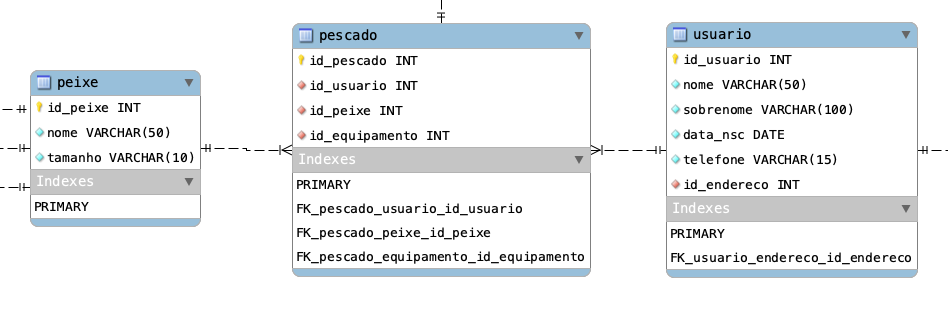 peixe
id_peixe INT
nome VARCHAR(50)
tamanho VARCHAR(10)
Indexes
PRIMARY
pescado
id_pescado INT
id_usuario INT
id_peixe INT
id_equipamento INT
Indexes
PRIMARY
FK_pescado_usuario_id_usuario
FK_pescado_peixe_id_peixe
FK_pescado_equipamento_id_equipamento
usuario
id_usuario INT
nome VARCHAR(50)
sobrenome VARCHAR(100)
data_nsc DATE
telefone VARCHAR(15)
id_endereco INT
Indexes
PRIMARY
FK_usuario_endereco_id_endereco